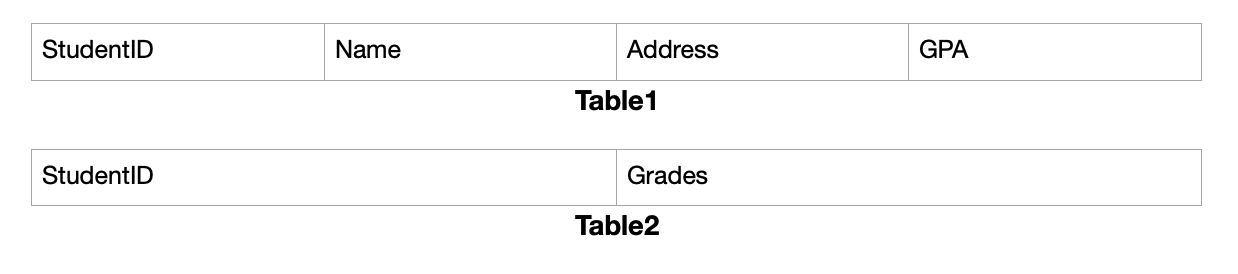 StudentID Name Address GPA
Table1
StudentID Grades
Table2